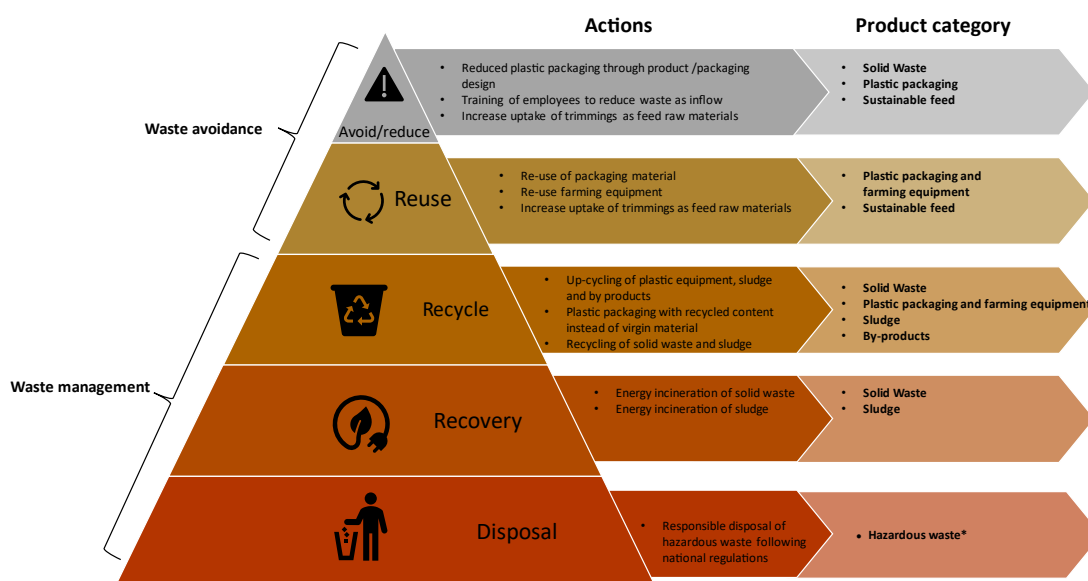 Actions
Product category
Waste avoidance
Avoid/reduce
• Reduced plastic packaging through product /packaging
design
• Training of employees to reduce waste as inflow
• Increase uptake of trimmings as feed raw materials
• Solid Waste
• Plastic packaging
• Sustainable feed
Reuse
• Re-use of packaging material
• Re-use farming equipment
• Increase uptake of trimmings as feed raw materials
• Plastic packaging and
farming equipment
• Sustainable feed
Waste management
Recycle
• Up-cycling of plastic equipment, sludge
and by products
• Plastic packaging with recycled content
instead of virgin material
• Recycling of solid waste and sludge
• Solid Waste
• Plastic packaging and farming equipment
• Sludge
• By-products
Recovery
• Energy incineration of solid waste
• Energy incineration of sludge
• Solid Waste
• Sludge
Disposal
• Responsible disposal of
hazardous waste following
national regulations
• Hazardous waste*